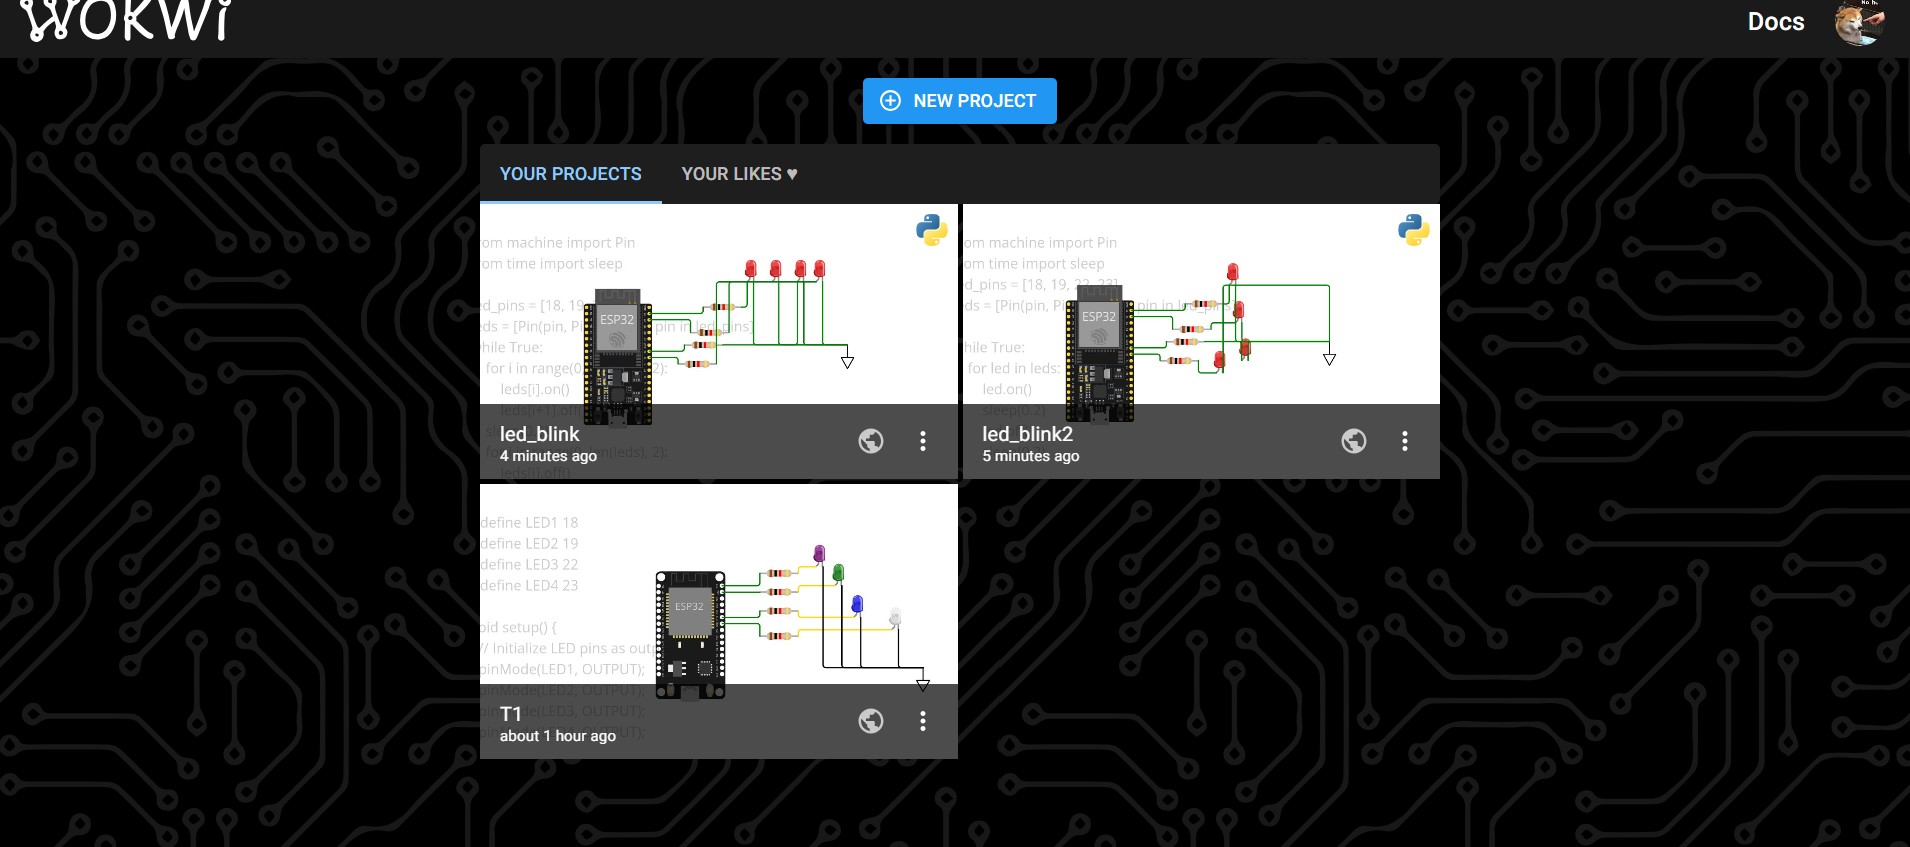 WOKWi
Docs
NEW PROJECT
YOUR PROJECTS
YOUR LIKES ♥
om machine import Pin
om time import sleep
ed_pins = [18, 19
eds = [Pin(pin, P pin in led_pins]
hile True:
for i in range(0 2):
leds[i].on()
leds[i+1].off()
n(leds), 2):
leds[i].off()
ESP32
led_blink
4 minutes ago
om machine import Pin
om time import sleep
d_pins = [18, 19, 22, 23]
ds = [Pin(pin, Pi pin in led_pins]
hile True:
for led in leds:
led.on()
sleep(0.2)
ESP32
led_blink2
5 minutes ago
define LED1 18
define LED2 19
define LED3 22
define LED4 23
oid setup() {
// Initialize LED pins as outp
pinMode(LED1, OUTPUT);
pinMode(LED2, OUTPUT);
pinMode(LED3, OUTPUT);
ESP32
T1
about 1 hour ago